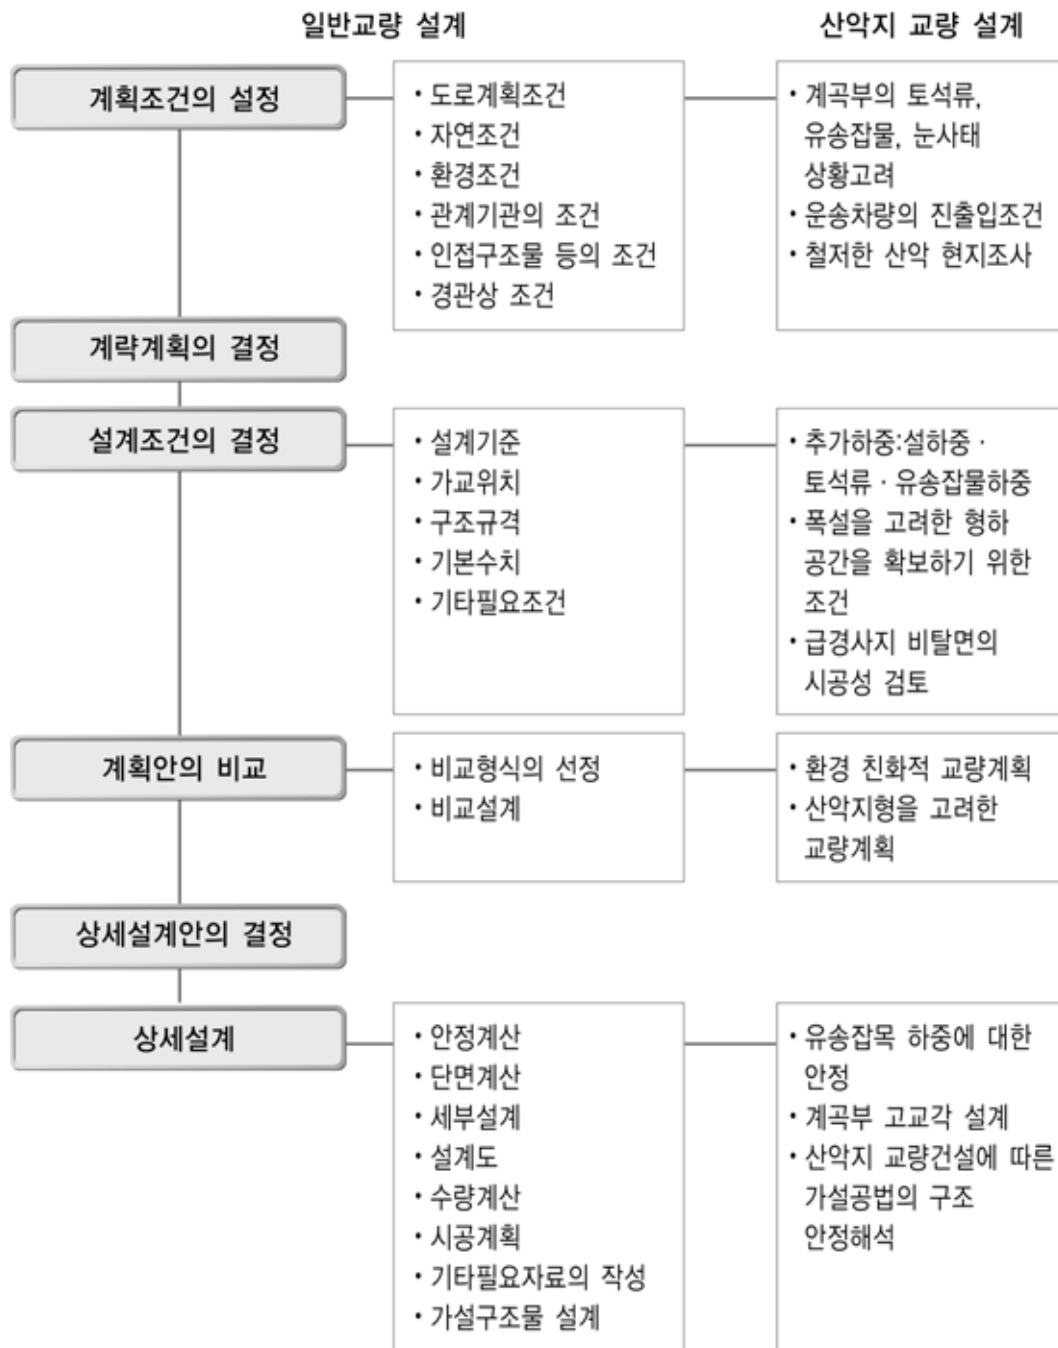 일반교량 설계
산악지 교량 설계
계획조건의 설정
• 도로계획조건
• 자연조건
• 환경조건
• 관계기관의 조건
• 인접구조물 등의 조건
• 경관상 조건
• 계곡부의 토석류,
유송잡물, 눈사태
상황고려
• 운송차량의 진출입조건
• 철저한 산악 현지조사
계략계획의 결정
설계조건의 결정
• 설계기준
• 가교위치
• 구조규격
• 기본수치
• 기타필요조건
• 추가하중:설하중 ·
토석류 · 유송잡물하중
• 폭설을 고려한 형하
공간을 확보하기 위한
조건
• 급경사지 비탈면의
시공성 검토
계획안의 비교
• 비교형식의 선정
• 비교설계
• 환경 친화적 교량계획
• 산악지형을 고려한
교량계획
상세설계안의 결정
상세설계
• 안정계산
• 단면계산
• 세부설계
• 설계도
• 수량계산
• 시공계획
• 기타필요자료의 작성
• 가설구조물 설계
• 유송잡목 하중에 대한
안정
• 계곡부 고교각 설계
• 산악지 교량건설에 따른
가설공법의 구조
안정해석